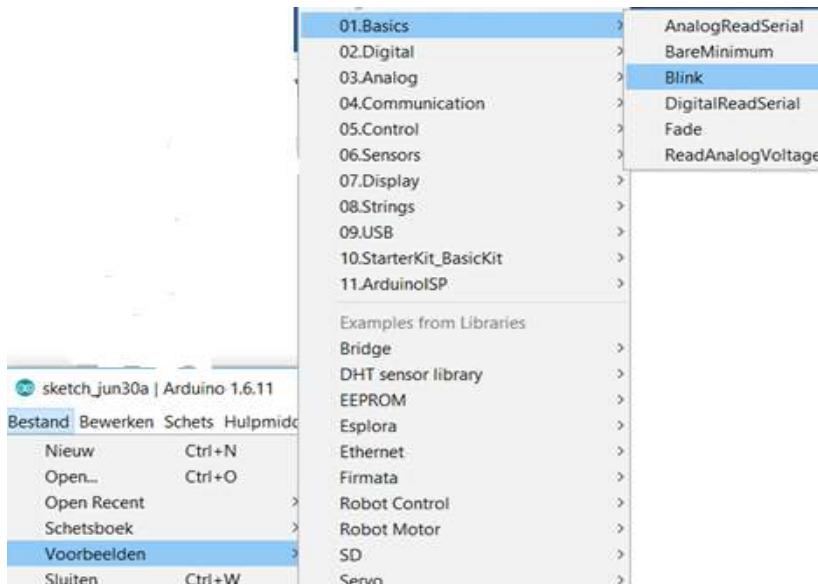 01.Basics
02.Digital
03.Analog
04.Communication
05.Control
06.Sensors
07.Display
08.Strings
09.USB
10.StarterKit_BasicKit
11.ArduinoISP
Examples from Libraries
Bridge
DHT sensor library
EEPROM
Esplora
Ethernet
Firmata
Robot Control
Robot Motor
SD
Servo
AnalogReadSerial
BareMinimum
Blink
DigitalReadSerial
Fade
ReadAnalogVoltage
sketch_jun30a | Arduino 1.6.11
Bestand Bewerken Schets Hulpmidd
Nieuw Ctrl+N
Open... Ctrl+O
Open Recent
Schetsboek
Voorbeelden
Sluiten Ctrl+W